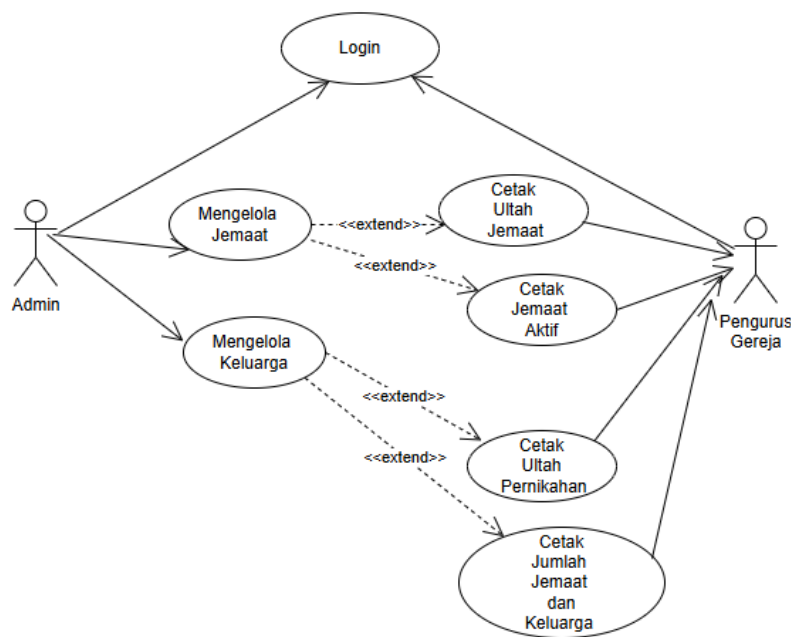 Login
Mengelola
Jemaat
<<extend>>
Cetak
Ultah
Jemaat
<<extend>>
Admin
Cetak
Jemaat
Aktif
Pengurus
Gereja
Mengelola
Keluarga
<<extend>>
Cetak
Ultah
Pernikahan
<<extend>>
Cetak
Jumlah
Jemaat
dan
Keluarga